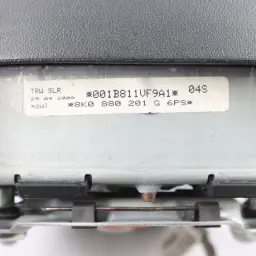 TRW SLR *001B811VF9A1* 04S
*8K0 880 201 G 6PS*